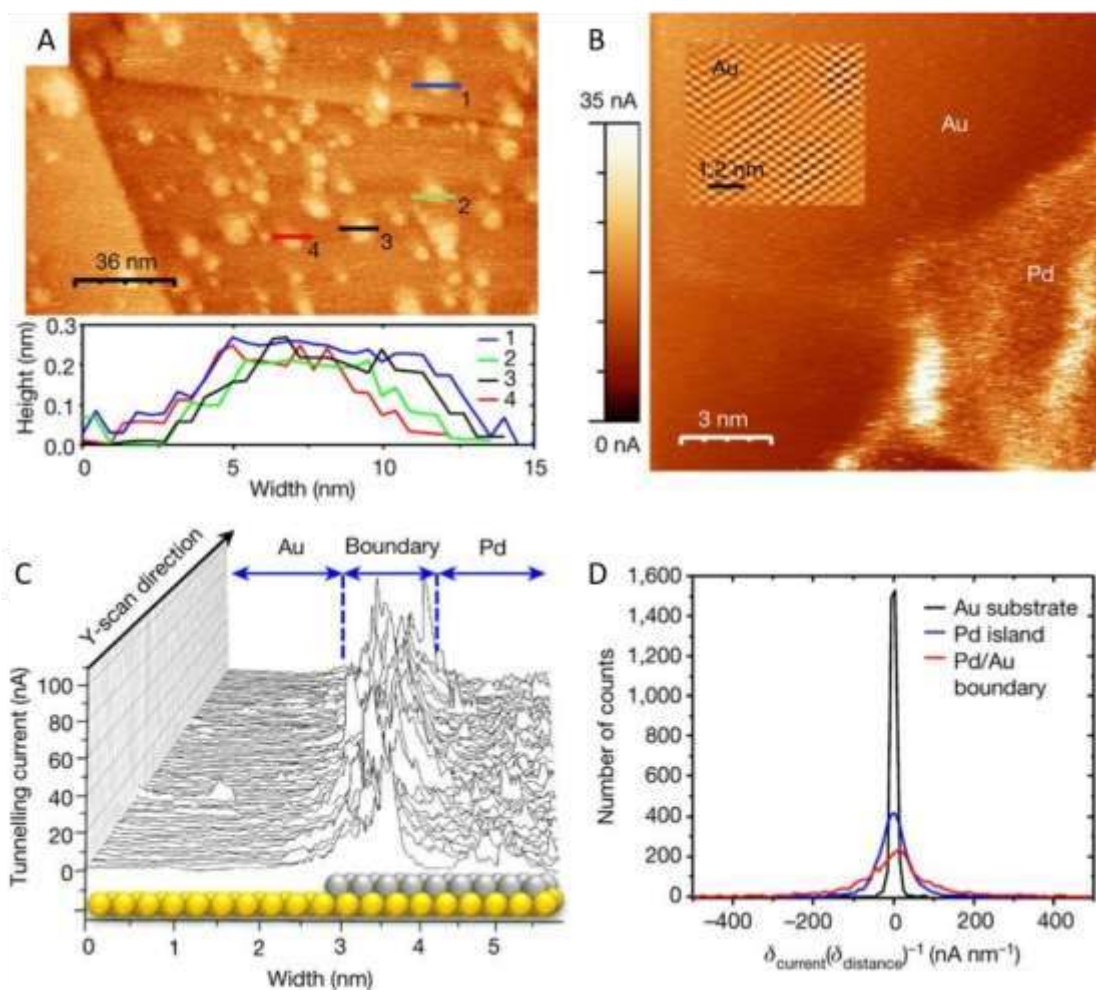 A
1
2
3
4
36 nm
Height (nm)
0.3
0.2
0.1
0.0
1
2
3
4
0
5
10
15
Width (nm)
B
35 nA
0 nA
Au
1.2 nm
Au
Pd
3 nm
C
Y-scan direction
Au
Boundary
Pd
Tunnelling current (nA)
100
80
60
40
20
0
0
1
2
3
4
5
Width (nm)
D
Number of counts
1,600
1,400
1,200
1,000
800
600
400
200
0
Au substrate
Pd island
Pd/Au
boundary
−400
−200
0
200
400
δcurrent(δdistance)⁻¹ (nA nm⁻¹)